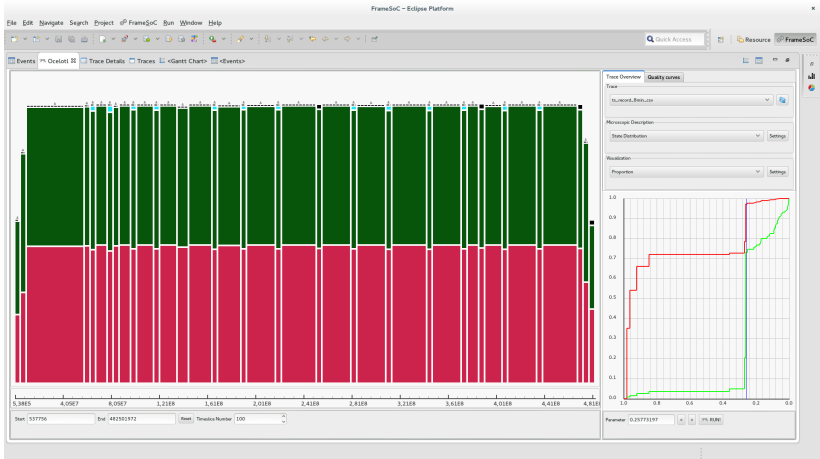 FrameSoC - Eclipse Platform
File Edit Navigate Search Project FrameSoC Run Window Help
Quick Access Resource FrameSoC
Events Ocelotl Trace Details Traces <Gantt Chart> <Events>
Trace Overview Quality curves
Trace
ts_record_8min_csv
Microscopic Description
State Distribution Settings
Visualization
Proportion Settings
1.0
0.9
0.8
0.7
0.6
0.5
0.4
0.3
0.2
0.1
0.0
1.0 0.8 0.6 0.4 0.2 0.0
5,38E5 4,05E7 8,05E7 1,21E8 1,61E8 2,01E8 2,41E8 2,81E8 3,21E8 3,61E8 4,01E8 4,41E8 4,81E8
Start 537756 End 482501972 Reset Timeslice Number 100
Parameter 0.25773197 < > RUN!